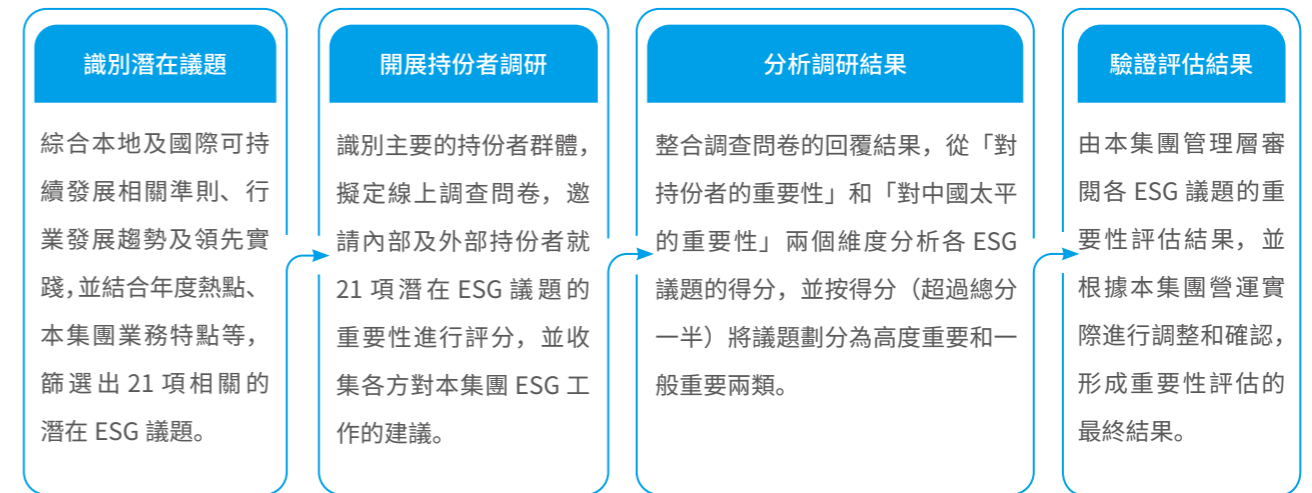 識別潛在議題
綜合本地及國際可持
續發展相關準則、行
業發展趨勢及領先實
踐，並結合年度熱點、
本集團業務特點等，
篩選出 21 項相關的
潛在 ESG 議題。
開展持份者調研
識別主要的持份者群體，
擬定線上調查問卷，邀
請內部及外部持份者就
21 項潛在 ESG 議題的
重要性進行評分，並收
集各方對本集團 ESG 工
作的建議。
分析調研結果
整合調查問卷的回覆結果，從「對
持份者的重要性」和「對中國太平
的重要性」兩個維度分析各 ESG
議題的得分，並按得分（超過總分
一半）將議題劃分為高度重要和一
般重要兩類。
驗證評估結果
由本集團管理層審
閱各 ESG 議題的重
要性評估結果，並
根據本集團營運實
際進行調整和確認，
形成重要性評估的
最終結果。